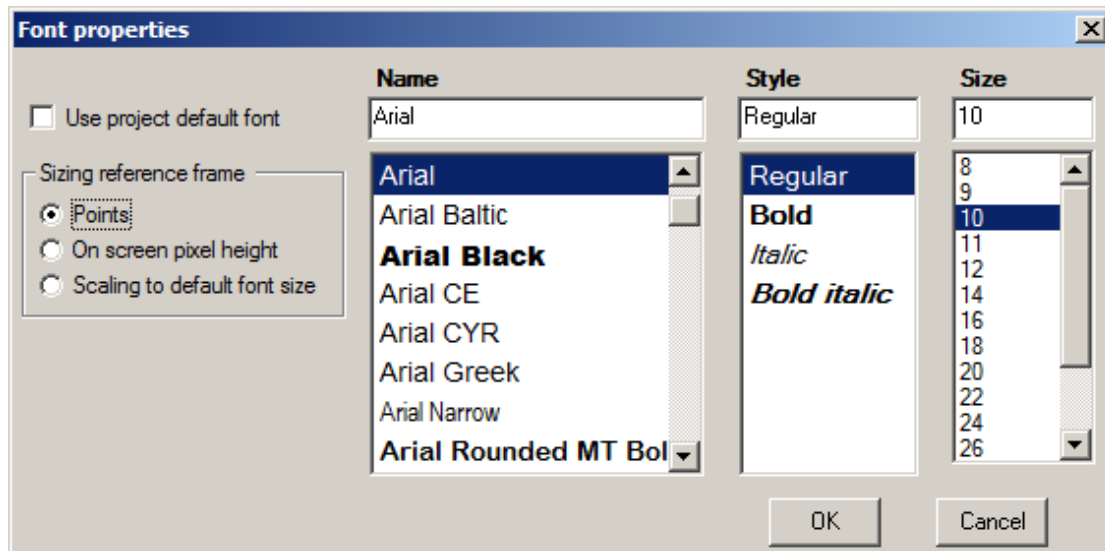 Font properties
Name
Style
Size
Use project default font
Arial
Regular
10
Sizing reference frame
Points
On screen pixel height
Scaling to default font size
Arial
Arial Baltic
Arial Black
Arial CE
Arial CYR
Arial Greek
Arial Narrow
Arial Rounded MT Bol
Regular
Bold
Italic
Bold italic
8
9
10
11
12
14
16
18
20
22
24
26
OK
Cancel